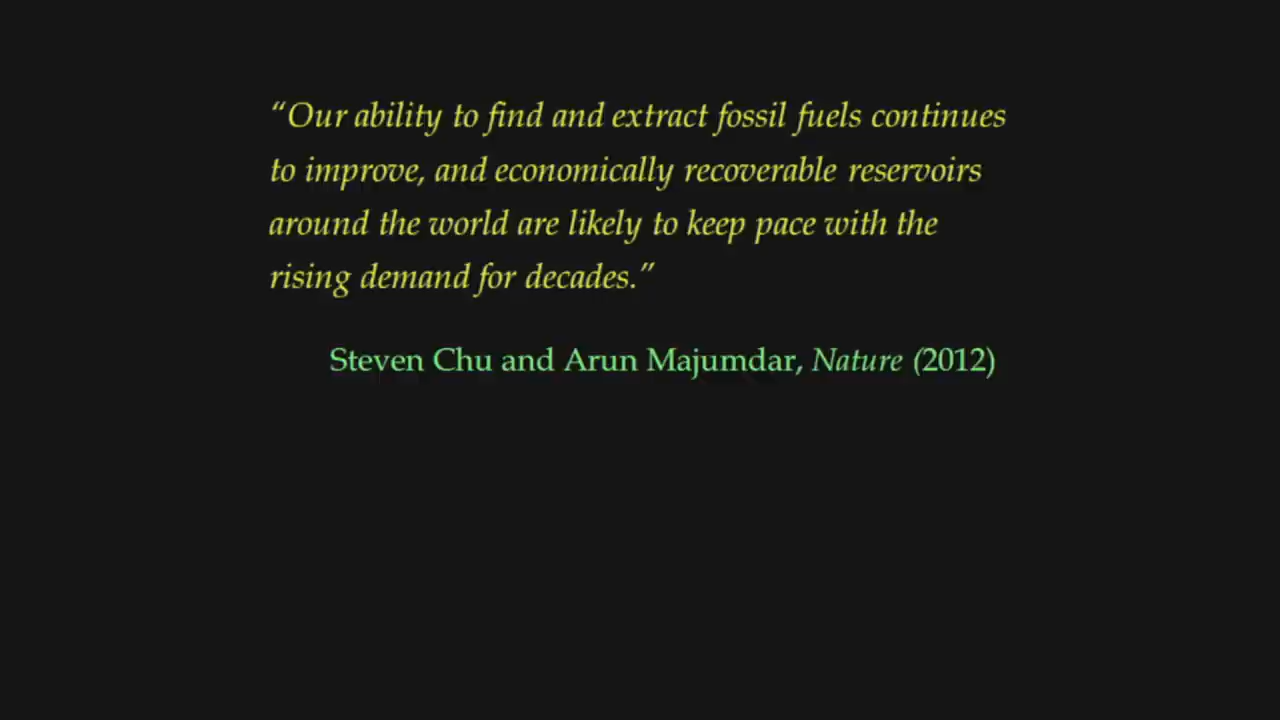 “Our ability to find and extract fossil fuels continues
to improve, and economically recoverable reservoirs
around the world are likely to keep pace with the
rising demand for decades.”
Steven Chu and Arun Majumdar, Nature (2012)